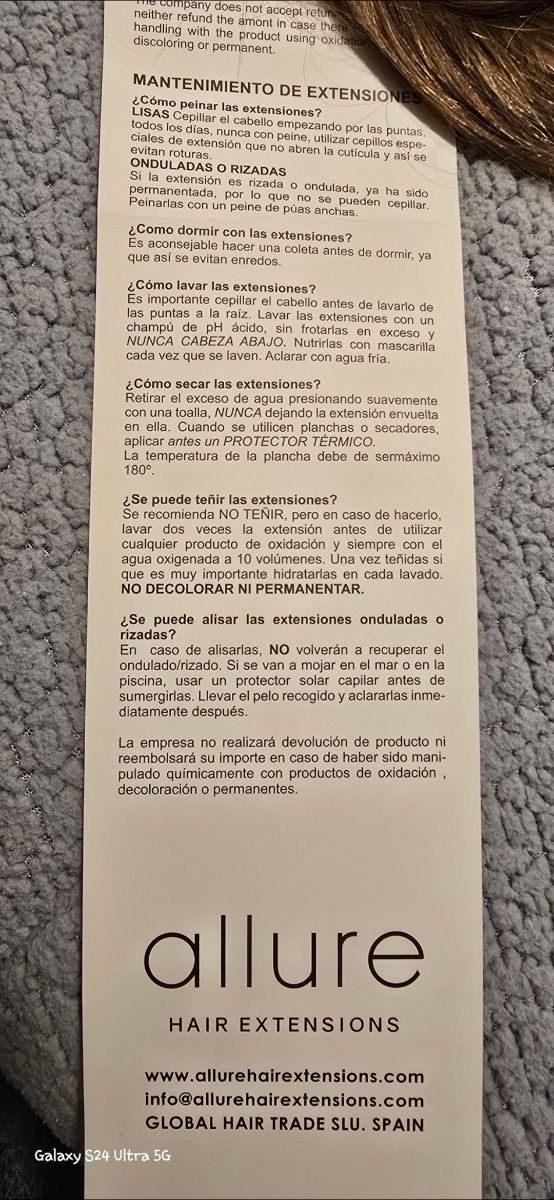 The company does not accept return
neither refund the amont in case there
handling with the product using oxidation
discoloring or permanent.
MANTENIMIENTO DE EXTENSIONES
¿Cómo peinar las extensiones?
LISAS Cepillar el cabello empezando por las puntas,
todos los días, nunca con peine, utilizar cepillos espe-
ciales de extensión que no abren la cutícula y así se
evitan roturas.
ONDULADAS O RIZADAS
Si la extensión es rizada o ondulada, ya ha sido
permanentada, por lo que no se pueden cepillar.
Peinarlas con un peine de púas anchas.
¿Como dormir con las extensiones?
Es aconsejable hacer una coleta antes de dormir, ya
que así se evitan enredos.
¿Cómo lavar las extensiones?
Es importante cepillar el cabello antes de lavarlo de
las puntas a la raíz. Lavar las extensiones con un
champú de pH ácido, sin frotarlas en exceso y
NUNCA CABEZA ABAJO. Nutrirlas con mascarilla
cada vez que se laven. Aclarar con agua fría.
¿Cómo secar las extensiones?
Retirar el exceso de agua presionando suavemente
con una toalla, NUNCA dejando la extensión envuelta
en ella. Cuando se utilicen planchas o secadores,
aplicar antes un PROTECTOR TÉRMICO.
La temperatura de la plancha debe de sermáximo
180º.
¿Se puede teñir las extensiones?
Se recomienda NO TEÑIR, pero en caso de hacerlo,
lavar dos veces la extensión antes de utilizar
cualquier producto de oxidación y siempre con el
agua oxigenada a 10 volúmenes. Una vez teñidas si
que es muy importante hidratarlas en cada lavado.
NO DECOLORAR NI PERMANENTAR.
¿Se puede alisar las extensiones onduladas o
rizadas?
En caso de alisarlas, NO volverán a recuperar el
ondulado/rizado. Si se van a mojar en el mar o en la
piscina, usar un protector solar capilar antes de
sumergirlas. Llevar el pelo recogido y aclararlas inme-
diatamente después.
La empresa no realizará devolución de producto ni
reembolsará su importe en caso de haber sido mani-
pulado químicamente con productos de oxidación ,
decoloración o permanentes.
allure
HAIR EXTENSIONS
www.allurehairextensions.com
info@allurehairextensions.com
GLOBAL HAIR TRADE SLU. SPAIN
Galaxy S24 Ultra 5G